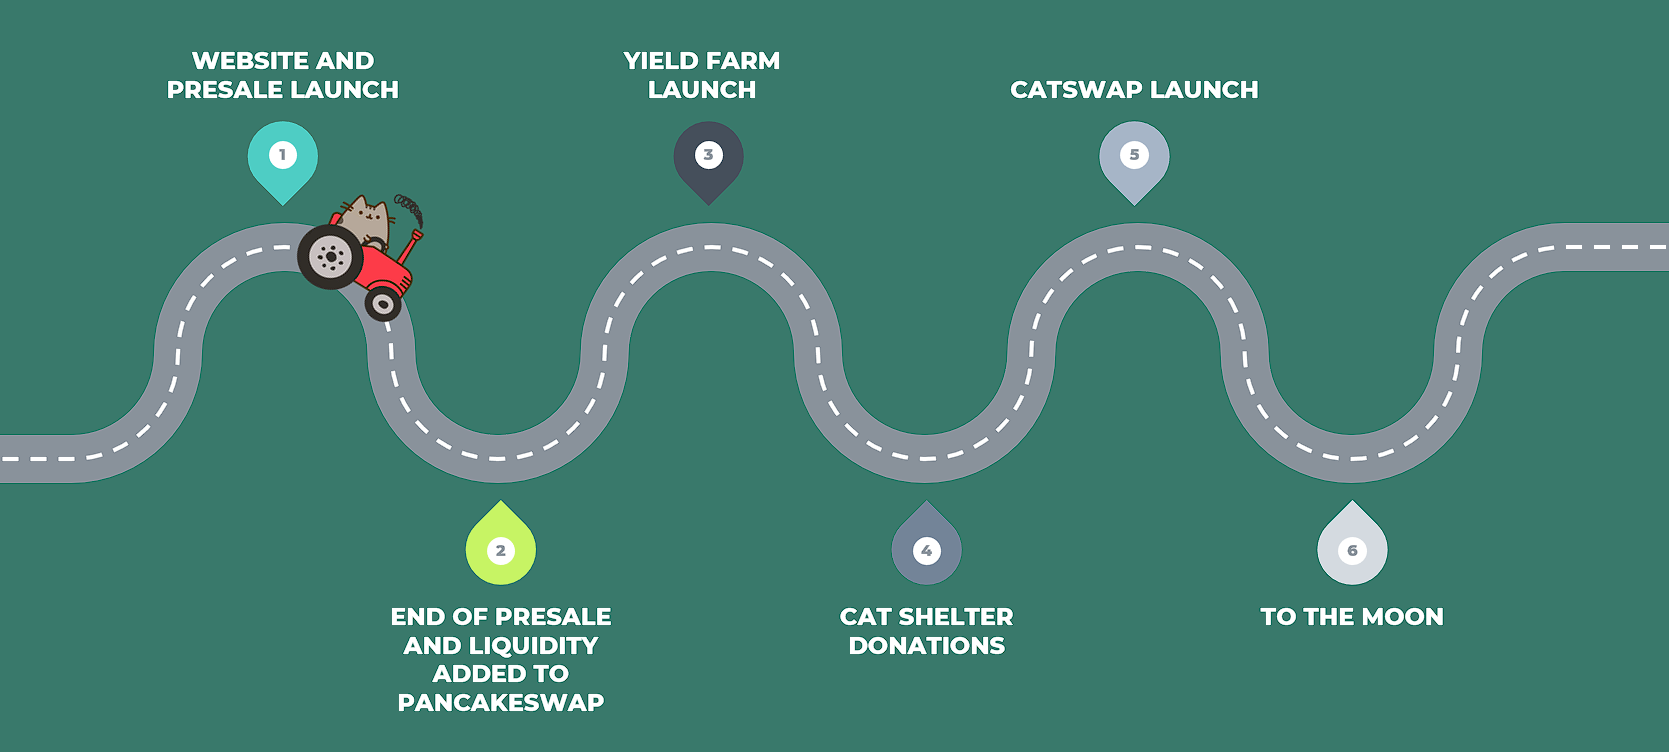 WEBSITE AND
PRESALE LAUNCH
1
END OF PRESALE
AND LIQUIDITY
ADDED TO
PANCAKESWAP
2
YIELD FARM
LAUNCH
3
CAT SHELTER
DONATIONS
4
CATSWAP LAUNCH
5
TO THE MOON
6